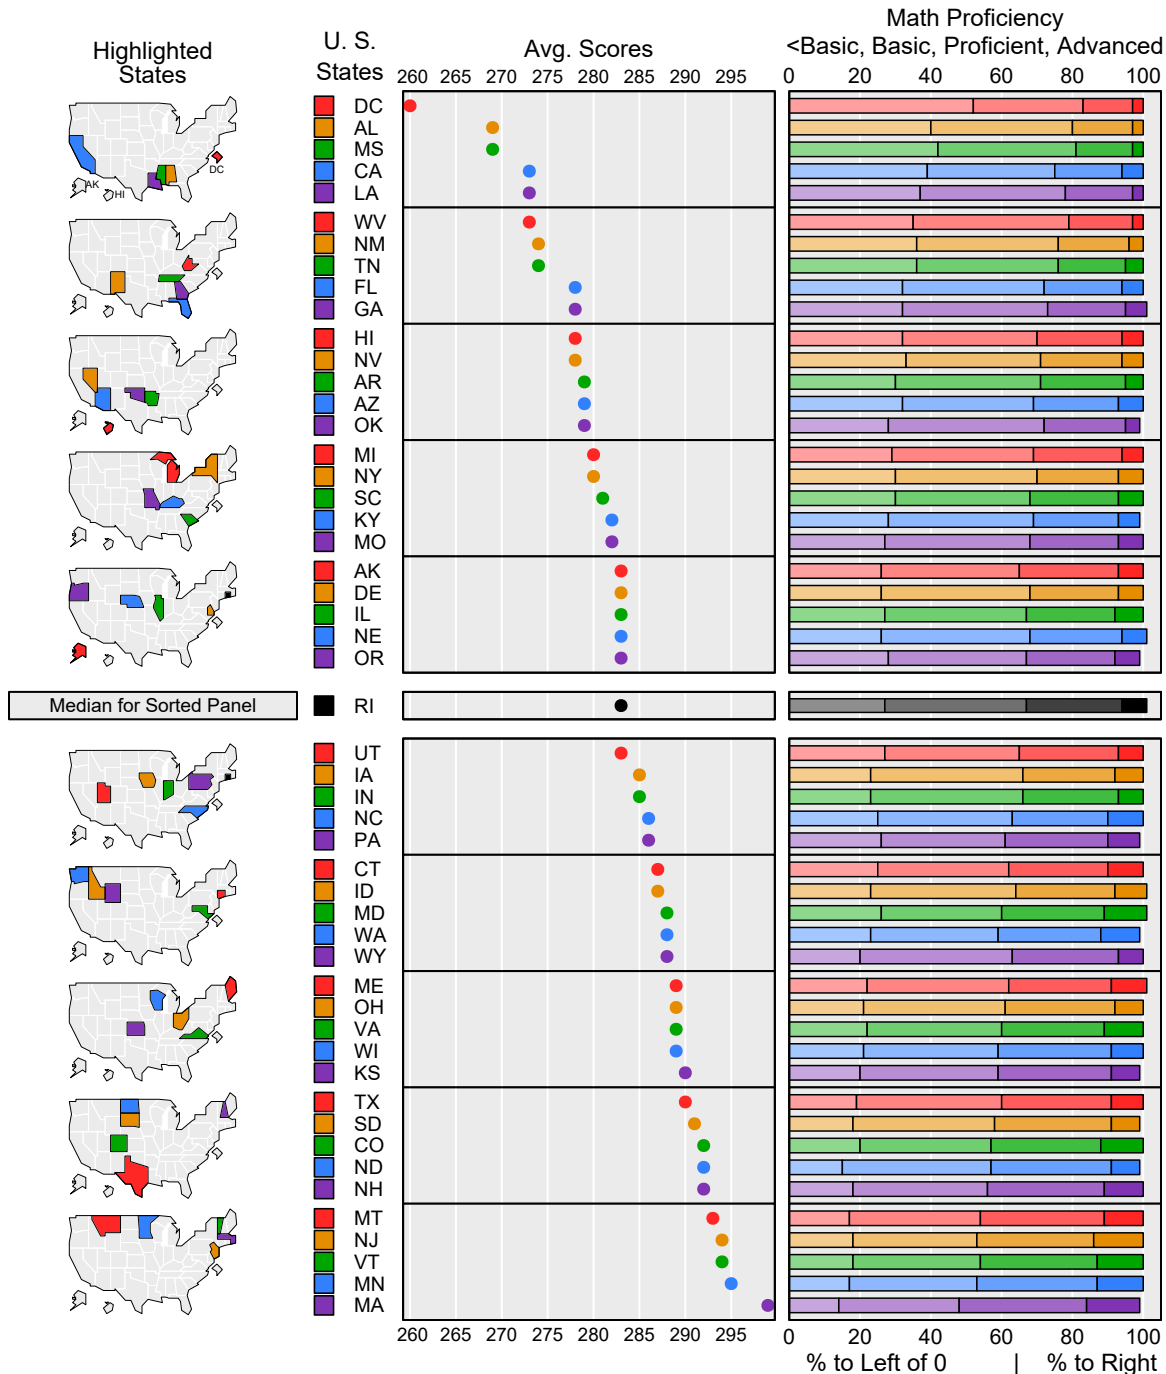 Highlighted
States
U. S.
States
Avg. Scores
Math Proficiency
<Basic, Basic, Proficient, Advanced
260 265 270 275 280 285 290 295
0 20 40 60 80 100
DC
AL
MS
CA
LA
AK
HI
DC
WV
NM
TN
FL
GA
HI
NV
AR
AZ
OK
MI
NY
SC
KY
MO
AK
DE
IL
NE
OR
Median for Sorted Panel
RI
UT
IA
IN
NC
PA
CT
ID
MD
WA
WY
ME
OH
VA
WI
KS
TX
SD
CO
ND
NH
MT
NJ
VT
MN
MA
260 265 270 275 280 285 290 295
0 20 40 60 80 100
% to Left of 0 | % to Right